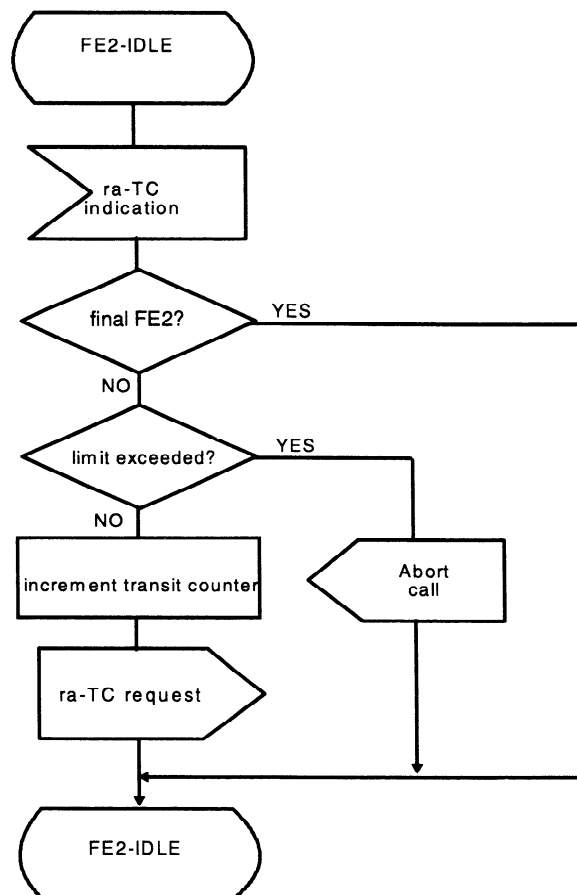 FE2-IDLE
ra-TC
indication
final FE2?
YES
NO
limit exceeded?
YES
NO
increment transit counter
Abort
call
ra-TC request
FE2-IDLE